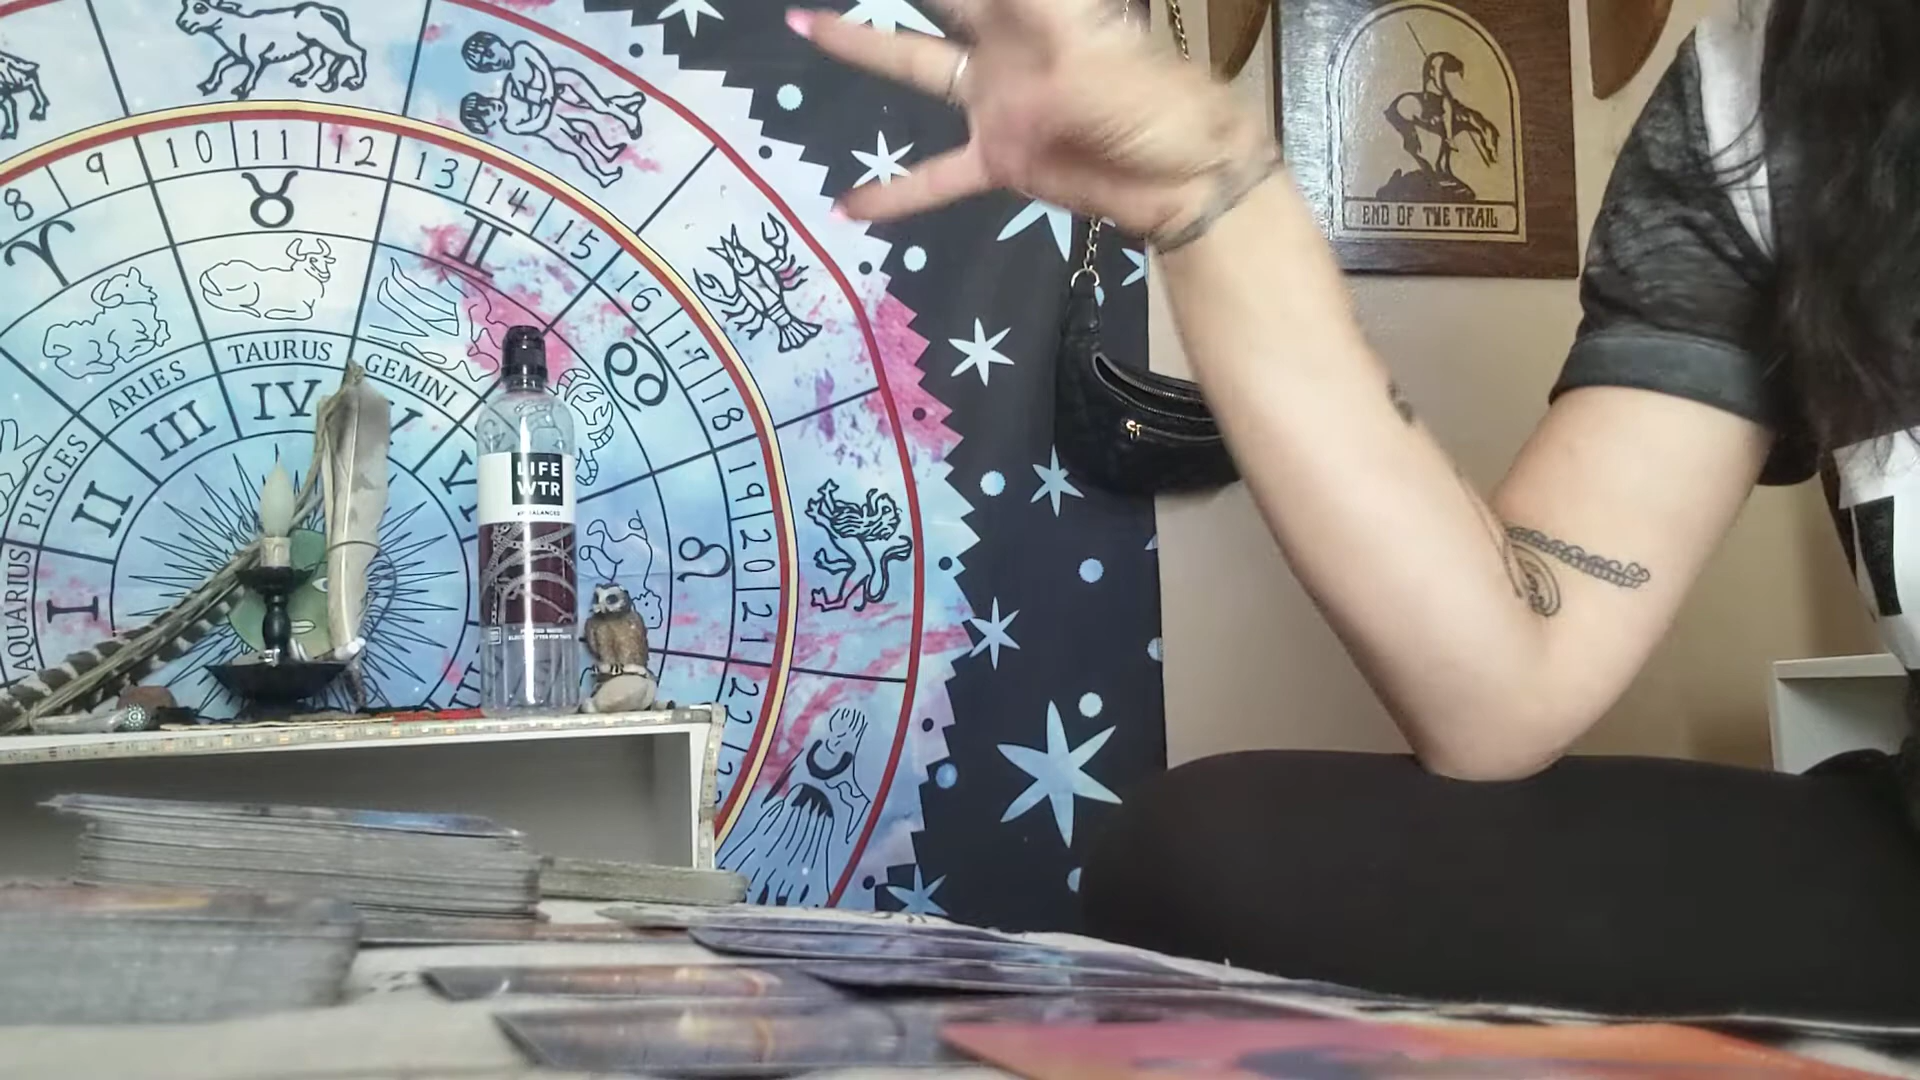 8 9 10 11 12 13 14 15 16 17 18 19 20 21 22
AQUARIUS PISCES ARIES TAURUS GEMINI
I II III IV V
LIFE
WTR
END OF THE TRAIL